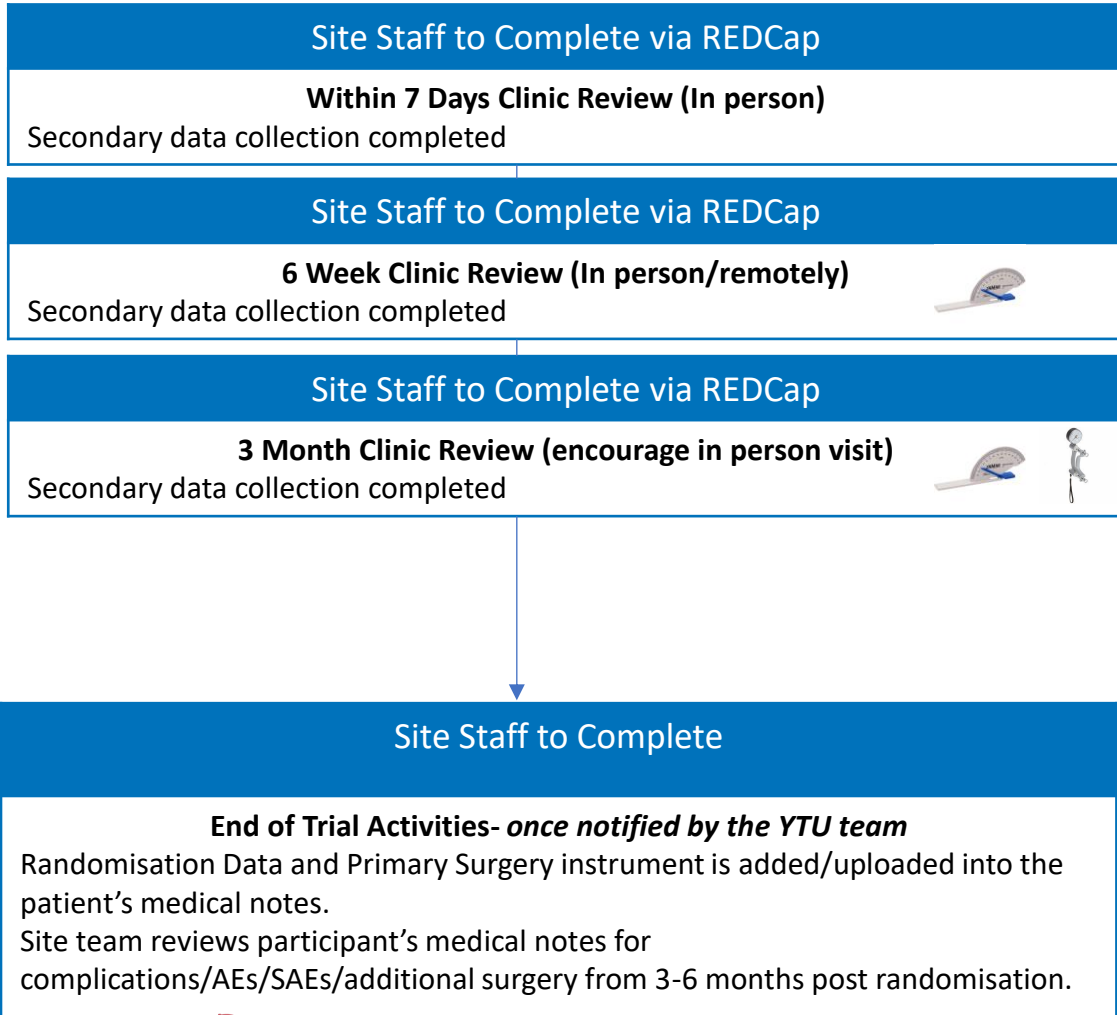 Site Staff to Complete via REDCap
Within 7 Days Clinic Review (In person)
Secondary data collection completed
Site Staff to Complete via REDCap
6 Week Clinic Review (In person/remotely)
Secondary data collection completed
Site Staff to Complete via REDCap
3 Month Clinic Review (encourage in person visit)
Secondary data collection completed
Site Staff to Complete
End of Trial Activities- once notified by the YTU team
Randomisation Data and Primary Surgery instrument is added/uploaded into the
patient’s medical notes.
Site team reviews participant’s medical notes for
complications/AEs/SAEs/additional surgery from 3-6 months post randomisation.